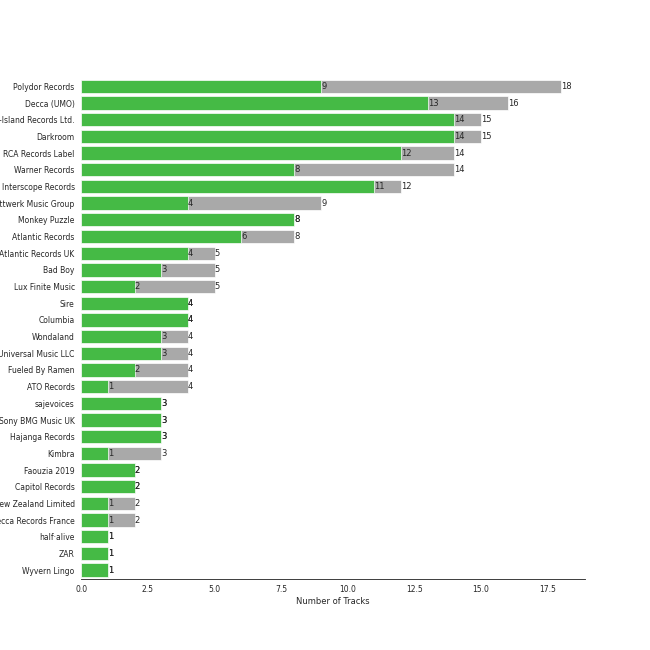 Polydor Records 9 18
Decca (UMO) 13 16
-Island Records Ltd. 14 15
Darkroom 14 15
RCA Records Label 12 14
Warner Records 8 14
Interscope Records 11 12
ttwerk Music Group 4 9
Monkey Puzzle 8
Atlantic Records 6 8
Atlantic Records UK 4 5
Bad Boy 3 5
Lux Finite Music 2 5
Sire 4
Columbia 4
Wondaland 3 4
Universal Music LLC 3 4
Fueled By Ramen 2 4
ATO Records 1 4
sajevoices 3
Sony BMG Music UK 3
Hajanga Records 3
Kimbra 1 3
Faouzia 2019 2
Capitol Records 2
ew Zealand Limited 1 2
ecca Records France 1 2
half·alive 1
ZAR 1
Wyvern Lingo 1
0.0 2.5 5.0 7.5 10.0 12.5 15.0 17.5
Number of Tracks